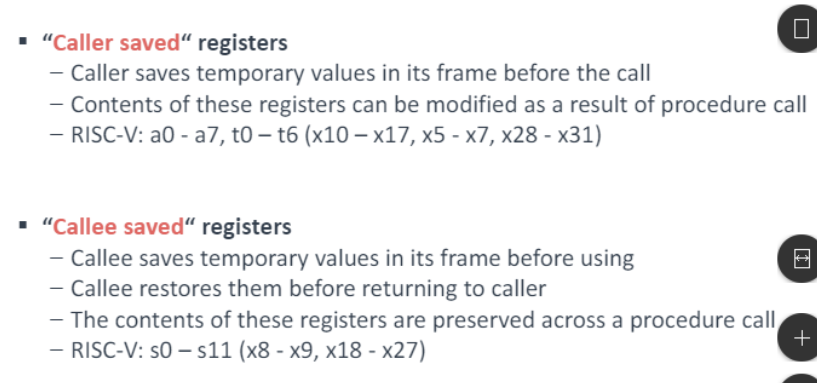 ▪ “Caller saved“ registers
– Caller saves temporary values in its frame before the call
– Contents of these registers can be modified as a result of procedure call
– RISC-V: a0 - a7, t0 – t6 (x10 – x17, x5 - x7, x28 - x31)
▪ “Callee saved“ registers
– Callee saves temporary values in its frame before using
– Callee restores them before returning to caller
– The contents of these registers are preserved across a procedure call
– RISC-V: s0 – s11 (x8 - x9, x18 - x27)